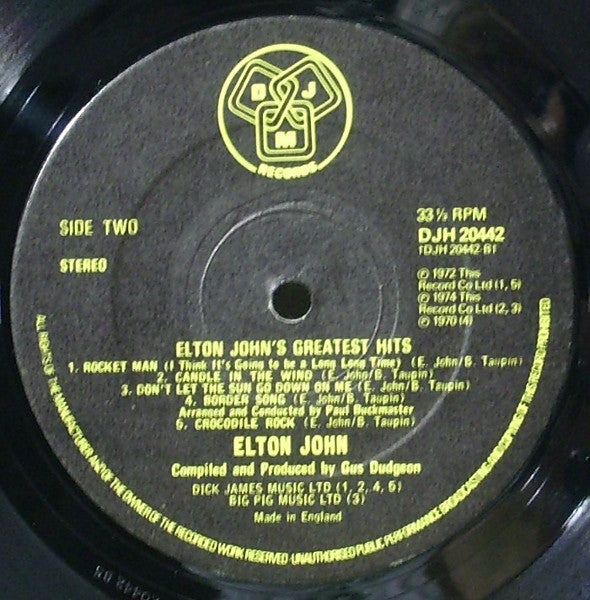 D J
M
RECORDS
SIDE TWO
STEREO
33 ⅓ RPM
DJH 20442
(DJH 20442-B1
℗ 1972 This
Record Co Ltd (1, 5)
℗ 1974 This
Record Co Ltd (2, 3)
℗ 1970 (4)
ELTON JOHN'S GREATEST HITS
1. ROCKET MAN (I Think It's Going to be a Long Long Time) (E. John/B. Taupin)
2. CANDLE IN THE WIND (E. John/B. Taupin)
3. DON'T LET THE SUN GO DOWN ON ME (E. John/B. Taupin)
4. BORDER SONG (E. John/B. Taupin)
Arranged and Conducted by Paul Buckmaster
5. CROCODILE ROCK (E. John/B. Taupin)
ELTON JOHN
Compiled and Produced by Gus Dudgeon
DICK JAMES MUSIC LTD (1, 2, 4, 5)
BIG PIG MUSIC LTD (3)
Made in England
ALL RIGHTS OF THE MANUFACTURER AND OF THE OWNER OF THE RECORDED WORK RESERVED·UNAUTHORISED PUBLIC PERFORMANCE BROADCASTING AND COPYING OF THIS RECORD PROHIBITED